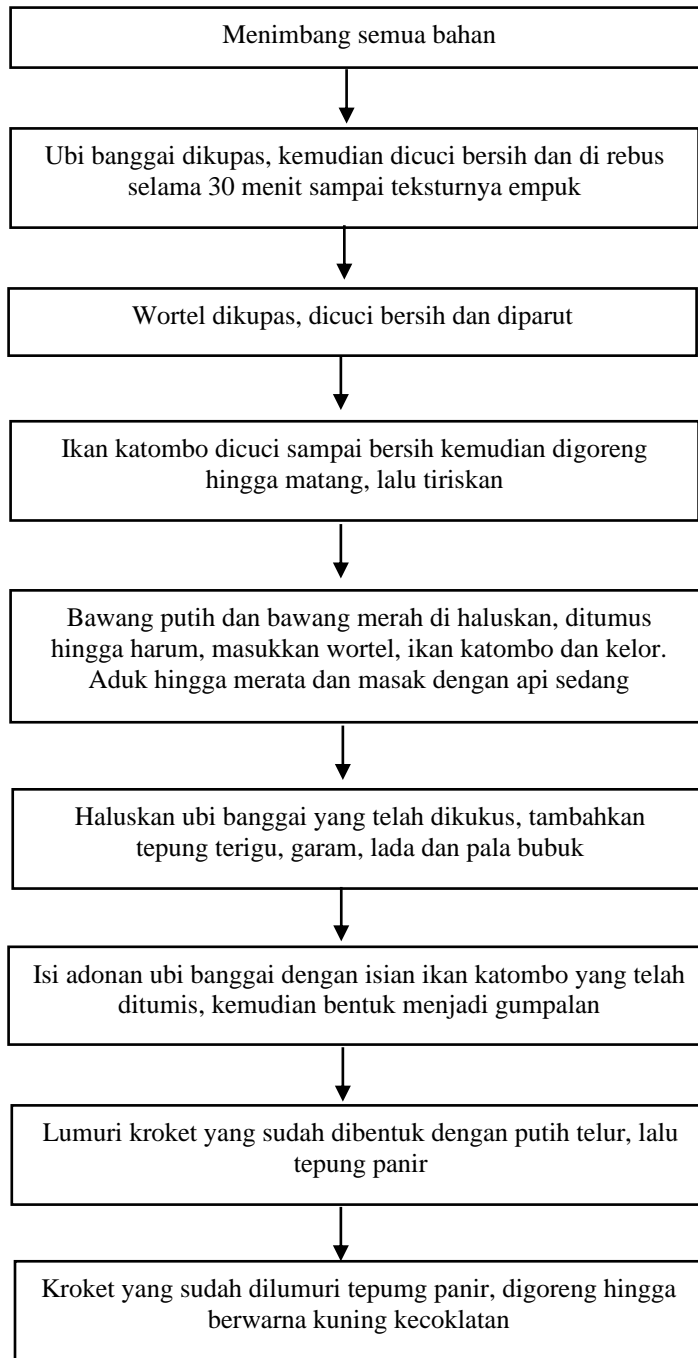 Menimbang semua bahan
Ubi banggai dikupas, kemudian dicuci bersih dan di rebus
selama 30 menit sampai teksturnya empuk
Wortel dikupas, dicuci bersih dan diparut
Ikan katombo dicuci sampai bersih kemudian digoreng
hingga matang, lalu tiriskan
Bawang putih dan bawang merah di haluskan, ditumus
hingga harum, masukkan wortel, ikan katombo dan kelor.
Aduk hingga merata dan masak dengan api sedang
Haluskan ubi banggai yang telah dikukus, tambahkan
tepung terigu, garam, lada dan pala bubuk
Isi adonan ubi banggai dengan isian ikan katombo yang telah
ditumis, kemudian bentuk menjadi gumpalan
Lumuri kroket yang sudah dibentuk dengan putih telur, lalu
tepung panir
Kroket yang sudah dilumuri tepumg panir, digoreng hingga
berwarna kuning kecoklatan